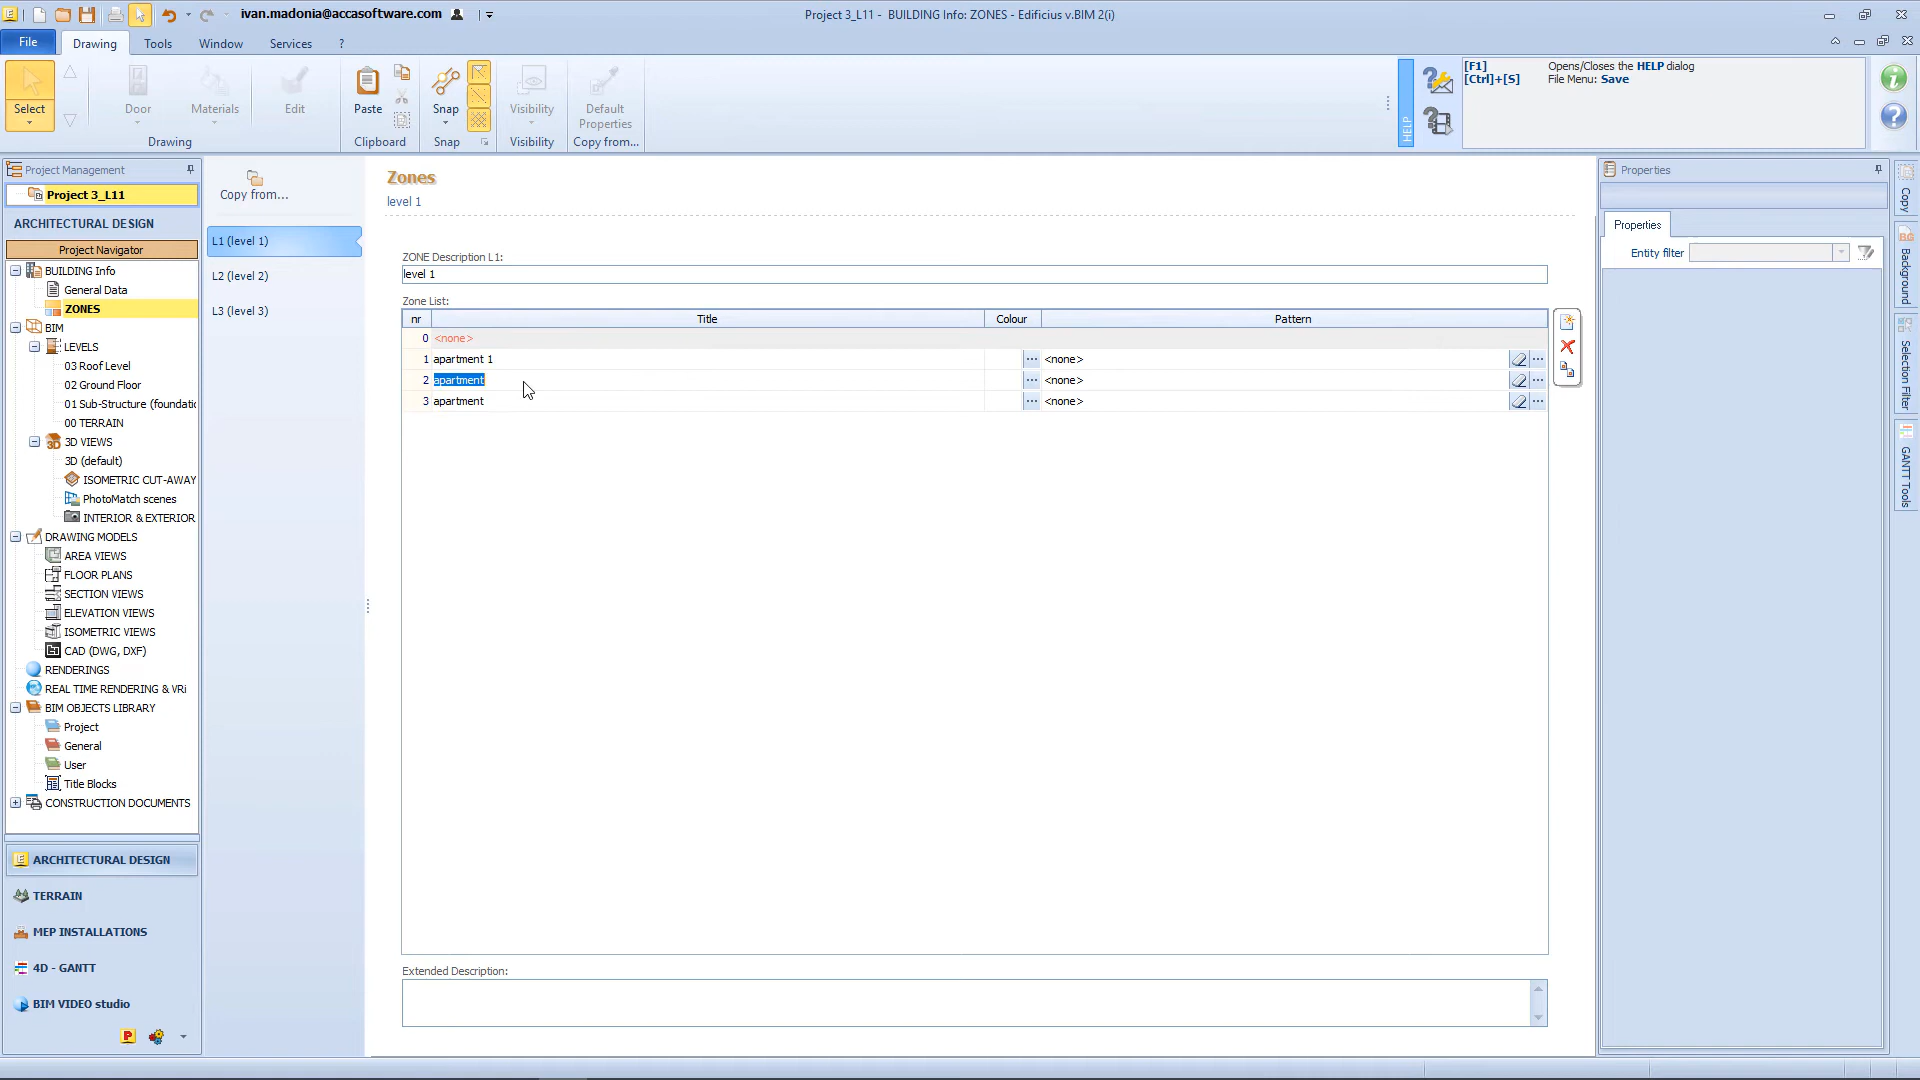 ivan.madonia@accasoftware.com
Project 3_L11 - BUILDING Info: ZONES - Edificius v.BIM 2(i)
File
Drawing
Tools
Window
Services
?
Select
Door
Materials
Edit
Paste
Snap
Visibility
Default
Properties
Drawing
Clipboard
Snap
Visibility
Copy from...
HELP
[F1]
Opens/Closes the HELP dialog
[Ctrl]+[S]
File Menu: Save
Project Management
Project 3_L11
ARCHITECTURAL DESIGN
Project Navigator
BUILDING Info
General Data
ZONES
BIM
LEVELS
03 Roof Level
02 Ground Floor
01 Sub-Structure (foundatic
00 TERRAIN
3D VIEWS
3D (default)
ISOMETRIC CUT-AWAY
PhotoMatch scenes
INTERIOR & EXTERIOR
DRAWING MODELS
AREA VIEWS
FLOOR PLANS
SECTION VIEWS
ELEVATION VIEWS
ISOMETRIC VIEWS
CAD (DWG, DXF)
RENDERINGS
REAL TIME RENDERING & VRi
BIM OBJECTS LIBRARY
Project
General
User
Title Blocks
CONSTRUCTION DOCUMENTS
ARCHITECTURAL DESIGN
TERRAIN
MEP INSTALLATIONS
4D - GANTT
BIM VIDEO studio
Copy from...
L1 (level 1)
L2 (level 2)
L3 (level 3)
Zones
level 1
ZONE Description L1:
level 1
Zone List:
nr Title Colour Pattern
0 <none>
1 apartment 1 ... <none> ...
2 apartment ... <none> ...
3 apartment ... <none> ...
Extended Description:
Properties
Properties
Entity filter
Copy
Background
Selection Filter
GANTT Tools